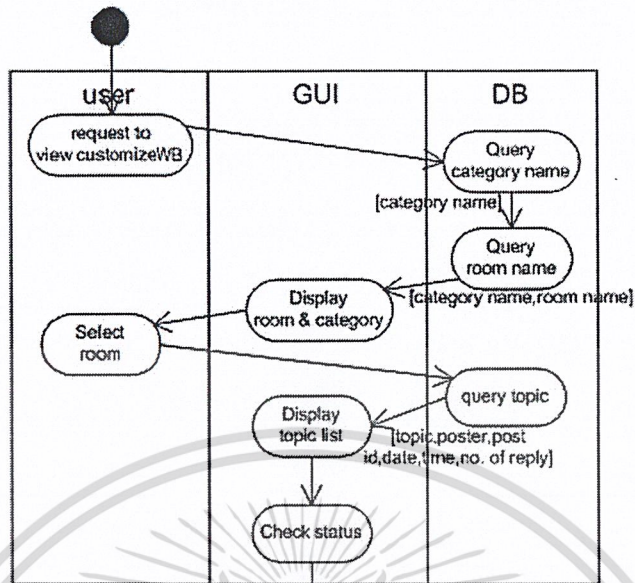 user
GUI
DB
request to
view customizeWB
Query
category name
[category name]
Query
room name
[category name,room name]
Display
room & category
Select
room
query topic
Display
topic list
[topic,poster,post
id,date,time,no. of reply]
Check status